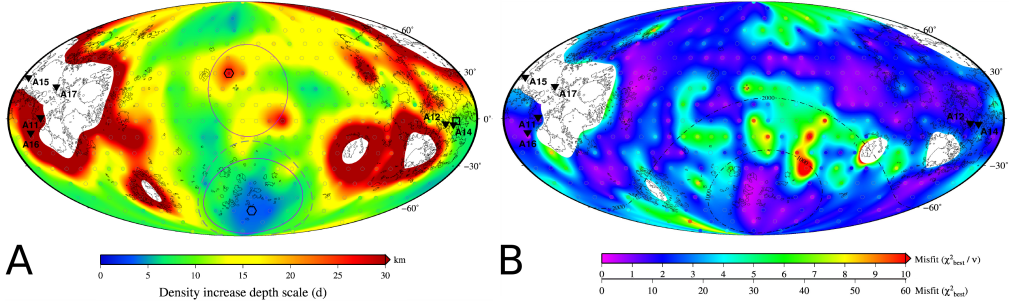 60°
30°
0°
−30°
−60°
A15
A17
A11
A16
A12
A14
A
km
0 5 10 15 20 25 30
Density increase depth scale (d)
60°
30°
0°
−30°
−60°
A15
A17
A11
A16
A12
A14
2000
B
Misfit (χ²best / ν)
0 1 2 3 4 5 6 7 8 9 10
0 10 20 30 40 50 60
Misfit (χ²best)